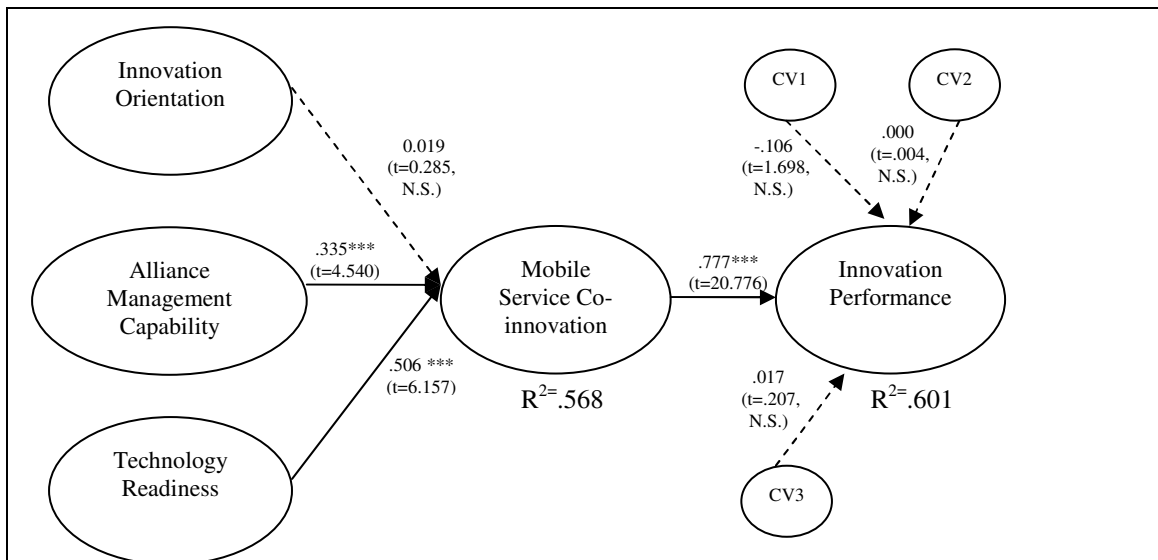 Innovation
Orientation
CV1
CV2
0.019
(t=0.285,
N.S.)
-.106
(t=1.698,
N.S.)
.000
(t=.004,
N.S.)
Alliance
Management
Capability
.335***
(t=4.540)
Mobile
Service Co-
innovation
R²=.568
.777***
(t=20.776)
Innovation
Performance
R²=.601
.506 ***
(t=6.157)
.017
(t=.207,
N.S.)
Technology
Readiness
CV3